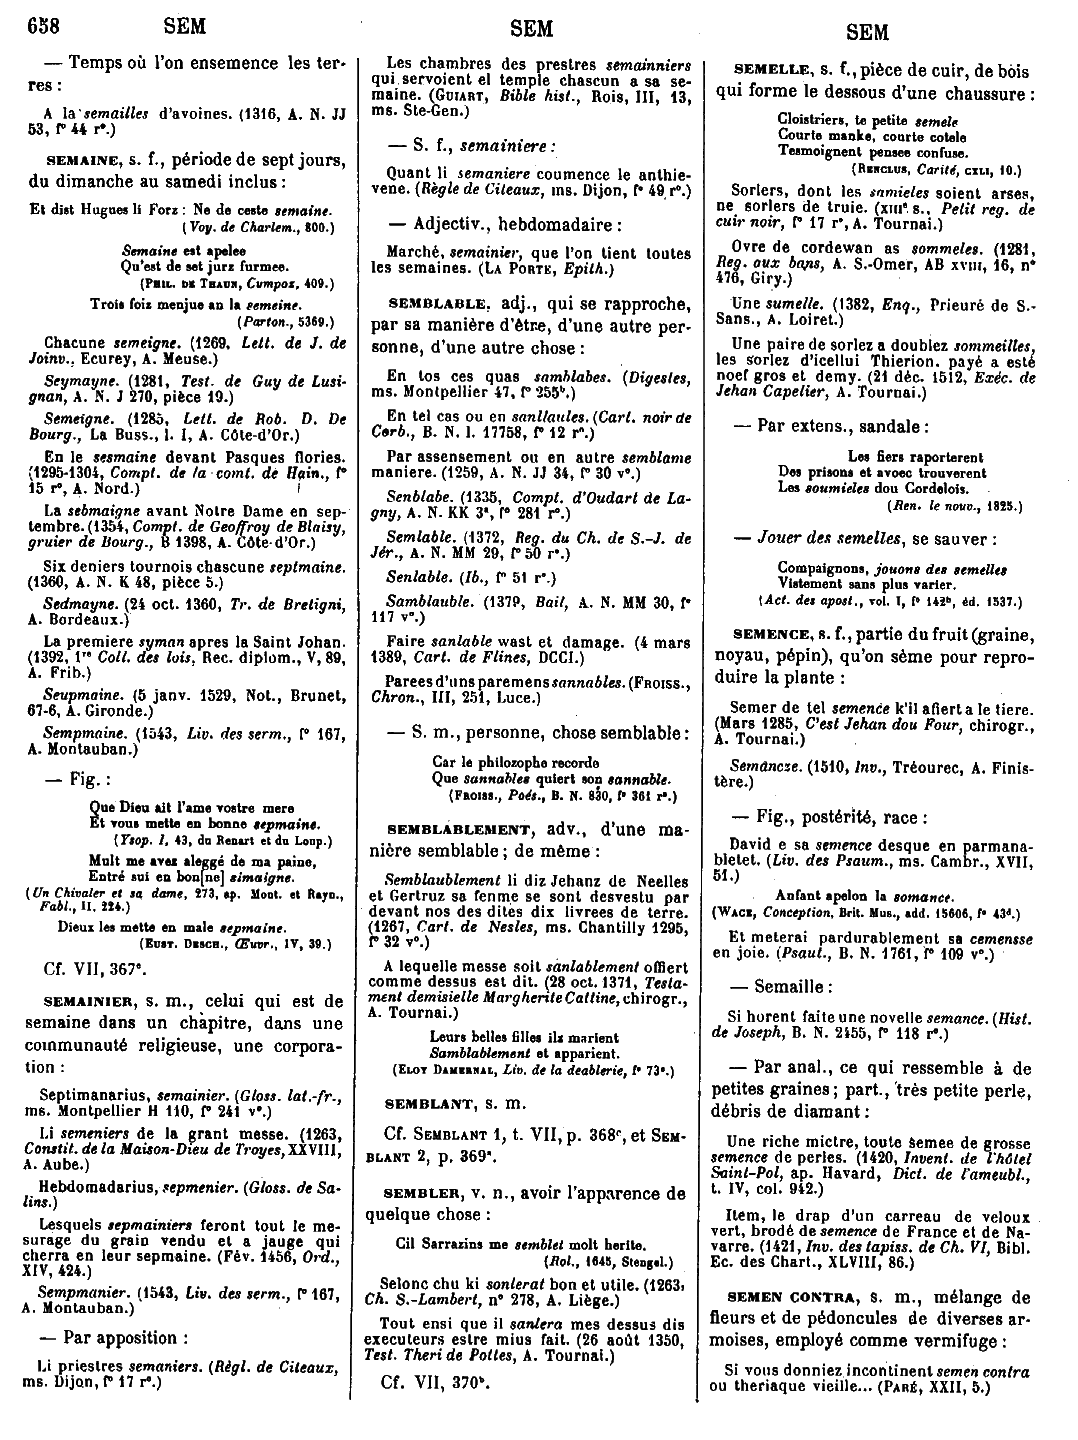 658
SEM
— Temps où l'on ensemence les ter-
res :
A la semailles d'avoines. (1316, A. N. JJ
53, f° 44 r°.)
SEMAINE, s. f., période de sept jours,
du dimanche au samedi inclus :
Et dist Hugues li Forz : Ne de ceste semaine.
(Voy. de Charlem., 800.)
Semaine est apelee
Qu'est de set jurz furmee.
(PHIL. DE THAUN, Cumpoz, 409.)
Trois foiz menjue an la semeine.
(Parton., 5369.)
Chacune semeigne. (1269, Lett. de J. de
Joinv., Ecurey, A. Meuse.)
Seymayne. (1281, Test. de Guy de Lusi-
gnan, A. N. J 270, pièce 19.)
Semeigne. (1285, Lett. de Rob. D. De
Bourg., La Buss., l. I, A. Côte-d'Or.)
En le sesmaine devant Pasques flories.
(1295-1304, Compt. de la comt. de Hain., f°
15 r°, A. Nord.)
La sebmaigne avant Notre Dame en sep-
tembre. (1354, Compt. de Geoffroy de Blaisy,
gruier de Bourg., B 1398, A. Côte-d'Or.)
Six deniers tournois chascune septmaine.
(1360, A. N. K 48, pièce 5.)
Sedmayne. (24 oct. 1360, Tr. de Bretigni,
A. Bordeaux.)
La premiere syman apres la Saint Johan.
(1392, 1re Coll. des lois, Rec. diplom., V, 89,
A. Frib.)
Seupmaine. (5 janv. 1529, Not., Brunet,
67-6, A. Gironde.)
Sempmaine. (1543, Liv. des serm., f° 167,
A. Montauban.)
— Fig. :
Que Dieu ait l'ame vostre mere
Et vous mette en bonne sepmaine.
(Ysop. I, 43, du Renart et du Loup.)
Mult me avez aleggé de ma paine,
Entré sui en bon[ne] simaigne.
(Un Chivaler et sa dame, 273, ap. Mont. et Rayn.,
Fabl., II, 224.)
Dieux les mette en male sepmaine.
(EUST. DESCH., Œuvr., IV, 39.)
Cf. VII, 367c.
SEMAINIER, s. m., celui qui est de
semaine dans un chapitre, dans une
communauté religieuse, une corpora-
tion :
Septimanarius, semainier. (Gloss. lat.-fr.,
ms. Montpellier H 110, f° 241 v°.)
Li semeniers de la grant messe. (1263,
Constit. de la Maison-Dieu de Troyes, XXVIII,
A. Aube.)
Hebdomadarius, sepmenier. (Gloss. de Sa-
lins.)
Lesquels sepmainiers feront tout le me-
surage du grain vendu et a jauge qui
cherra en leur sepmaine. (Fév. 1456, Ord.,
XIV, 424.)
Sempmanier. (1543, Liv. des serm., f° 167,
A. Montauban.)
— Par apposition :
Li priestres semaniers. (Règl. de Citeaux,
ms. Dijon, f° 17 r°.)
SEM
Les chambres des prestres semainniers
qui servoient el temple chascun a sa se-
maine. (GUIART, Bible hist., Rois, III, 13,
ms. Ste-Gen.)
— S. f., semainiere :
Quant li semaniere coumence le anthie-
vene. (Règle de Citeaux, ms. Dijon, f° 49 r°.)
— Adjectiv., hebdomadaire :
Marché, semainier, que l'on tient toutes
les semaines. (LA PORTE, Epith.)
SEMBLABLE, adj., qui se rapproche,
par sa manière d'être, d'une autre per-
sonne, d'une autre chose :
En tos ces quas samblabes. (Digestes,
ms. Montpellier 47, f° 255b.)
En tel cas ou en sanllaules. (Cart. noir de
Corb., B. N. l. 17758, f° 12 r°.)
Par assensement ou en autre semblame
maniere. (1259, A. N. JJ 34, f° 30 v°.)
Senblabe. (1335, Compt. d'Oudart de La-
gny, A. N. KK 3a, f° 281 r°.)
Semlable. (1372, Reg. du Ch. de S.-J. de
Jér., A. N. MM 29, f° 50 r°.)
Senlable. (Ib., f° 51 r°.)
Samblauble. (1379, Bail, A. N. MM 30, f°
117 v°.)
Faire sanlable wast et damage. (4 mars
1389, Cart. de Flines, DCCI.)
Parees d'uns paremens sannables. (FROISS.,
Chron., III, 251, Luce.)
— S. m., personne, chose semblable :
Car le philozophe recorde
Que sannables quiert son sannable.
(FROISS., Poés., B. N. 830, f° 361 r°.)
SEMBLABLEMENT, adv., d'une ma-
nière semblable ; de même :
Semblaublement li diz Jehanz de Neelles
et Gertruz sa fenme se sont desvestu par
devant nos des dites dix livrees de terre.
(1267, Cart. de Nesles, ms. Chantilly 1295,
f° 32 v°.)
A lequelle messe soit sanlablement offiert
comme dessus est dit. (28 oct. 1371, Testa-
ment demisielle Margherite Cattine, chirogr.,
A. Tournai.)
Leurs belles filles ilz marient
Samblablement et apparient.
(ELOY DAMERNAL, Liv. de la deablerie, f° 73a.)
SEMBLANT, s. m.
Cf. SEMBLANT 1, t. VII, p. 368c, et SEM-
BLANT 2, p. 369a.
SEMBLER, v. n., avoir l'apparence de
quelque chose :
Cil Sarrazins me semblet molt herite.
(Rol., 1645, Stengel.)
Selonc chu ki sonlerat bon et utile. (1263,
Ch. S.-Lambert, n° 278, A. Liège.)
Tout ensi que il sanlera mes dessus dis
executeurs estre mius fait. (26 août 1350,
Test. Theri de Pottes, A. Tournai.)
Cf. VII, 370b.
SEM
SEMELLE, s. f., pièce de cuir, de bois
qui forme le dessous d'une chaussure :
Cloistriers, te petite semele
Courte manke, courte cotele
Tesmoignent pensee confuse.
(RENCLUS, Carité, CXLI, 10.)
Sorlers, dont les samieles soient arses,
ne sorlers de truie. (XIIIe s., Petit reg. de
cuir noir, f° 17 r°, A. Tournai.)
Ovre de cordewan as sommeles. (1281,
Reg. aux bans, A. S.-Omer, AB XVIII, 16, n°
476, Giry.)
Une sumelle. (1382, Enq., Prieuré de S.-
Sans., A. Loiret.)
Une paire de sorlez a doublez sommeilles,
les sorlez d'icellui Thierion, payé a esté
noef gros et demy. (21 déc. 1512, Exéc. de
Jehan Capelier, A. Tournai.)
— Par extens., sandale :
Les fiers raporterent
Des prisons et avoec trouverent
Les soumieles dou Cordelois.
(Ren. le nouv., 1825.)
— Jouer des semelles, se sauver :
Compaignons, jouons des semelles
Vistement sans plus varier.
(Act. des apost., vol. I, f° 142b, éd. 1537.)
SEMENCE, s. f., partie du fruit (graine,
noyau, pépin), qu'on sème pour repro-
duire la plante :
Semer de tel semence k'il afiert a le tiere.
(Mars 1285, C'est Jehan dou Four, chirogr.,
A. Tournai.)
Semäncze. (1510, Inv., Tréourec, A. Finis-
tère.)
— Fig., postérité, race :
David e sa semence desque en parmana-
bletet. (Liv. des Psaum., ms. Cambr., XVII,
51.)
Anfant apelon la somance.
(WACE, Conception, Brit. Mus., add. 15606, f° 43d.)
Et meterai pardurablement sa cemensse
en joie. (Psaut., B. N. 1761, f° 109 v°.)
— Semaille :
Si horent faite une novelle semance. (Hist.
de Joseph, B. N. 2455, f° 118 r°.)
— Par anal., ce qui ressemble à de
petites graines ; part., très petite perle,
débris de diamant :
Une riche mictre, toute semee de grosse
semence de perles. (1420, Invent. de l'hôtel
Saint-Pol, ap. Havard, Dict. de l'ameubl.,
t. IV, col. 942.)
Item, le drap d'un carreau de veloux
vert, brodé de semence de France et de Na-
varre. (1421, Inv. des tapiss. de Ch. VI, Bibl.
Ec. des Chart., XLVIII, 86.)
SEMEN CONTRA, s. m., mélange de
fleurs et de pédoncules de diverses ar-
moises, employé comme vermifuge :
Si vous donniez incontinent semen contra
ou theriaque vieille... (PARÉ, XXII, 5.)